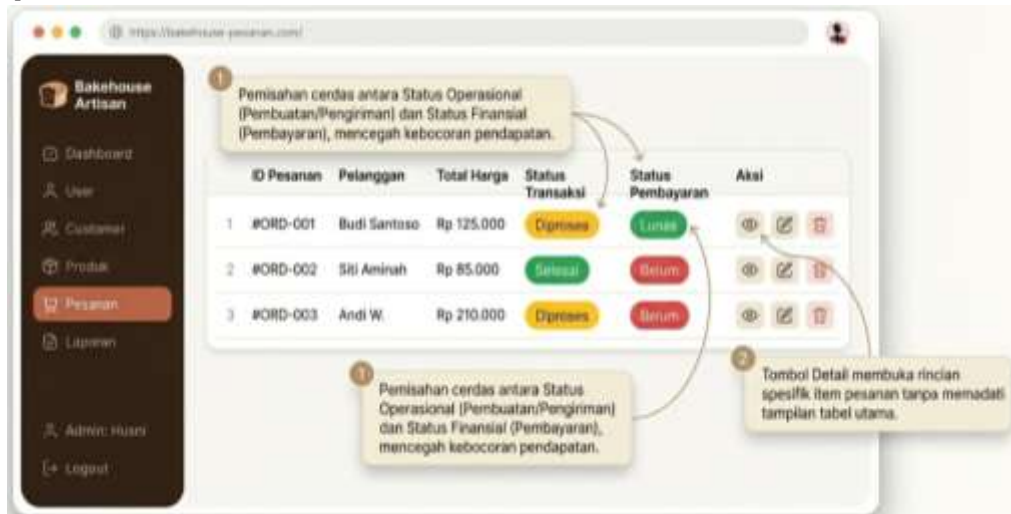 https://bakehouse-pesanan.com/
Bakehouse
Artisan
Dashboard
User
Customer
Produk
Pesanan
Laporan
Admin: Husni
Logout
1
Pemisahan cerdas antara Status Operasional
(Pembuatan/Pengiriman) dan Status Finansial
(Pembayaran), mencegah kebocoran pendapatan.
ID Pesanan Pelanggan Total Harga Status Transaksi Status Pembayaran Aksi
1 #ORD-001 Budi Santoso Rp 125.000 Diproses Lunas
2 #ORD-002 Siti Aminah Rp 85.000 Selesai Belum
3 #ORD-003 Andi W. Rp 210.000 Diproses Belum
1
Pemisahan cerdas antara Status
Operasional (Pembuatan/Pengiriman)
dan Status Finansial (Pembayaran),
mencegah kebocoran pendapatan.
2
Tombol Detail membuka rincian
spesifik item pesanan tanpa memadati
tampilan tabel utama.